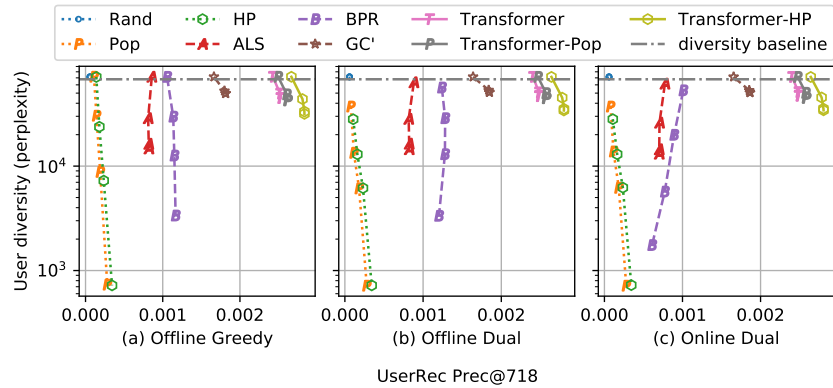 Rand HP BPR Transformer Transformer-HP
Pop ALS GC' Transformer-Pop diversity baseline
User diversity (perplexity)
10⁴
10³
0.000 0.001 0.002 0.000 0.001 0.002 0.000 0.001 0.002
(a) Offline Greedy (b) Offline Dual (c) Online Dual
UserRec Prec@718